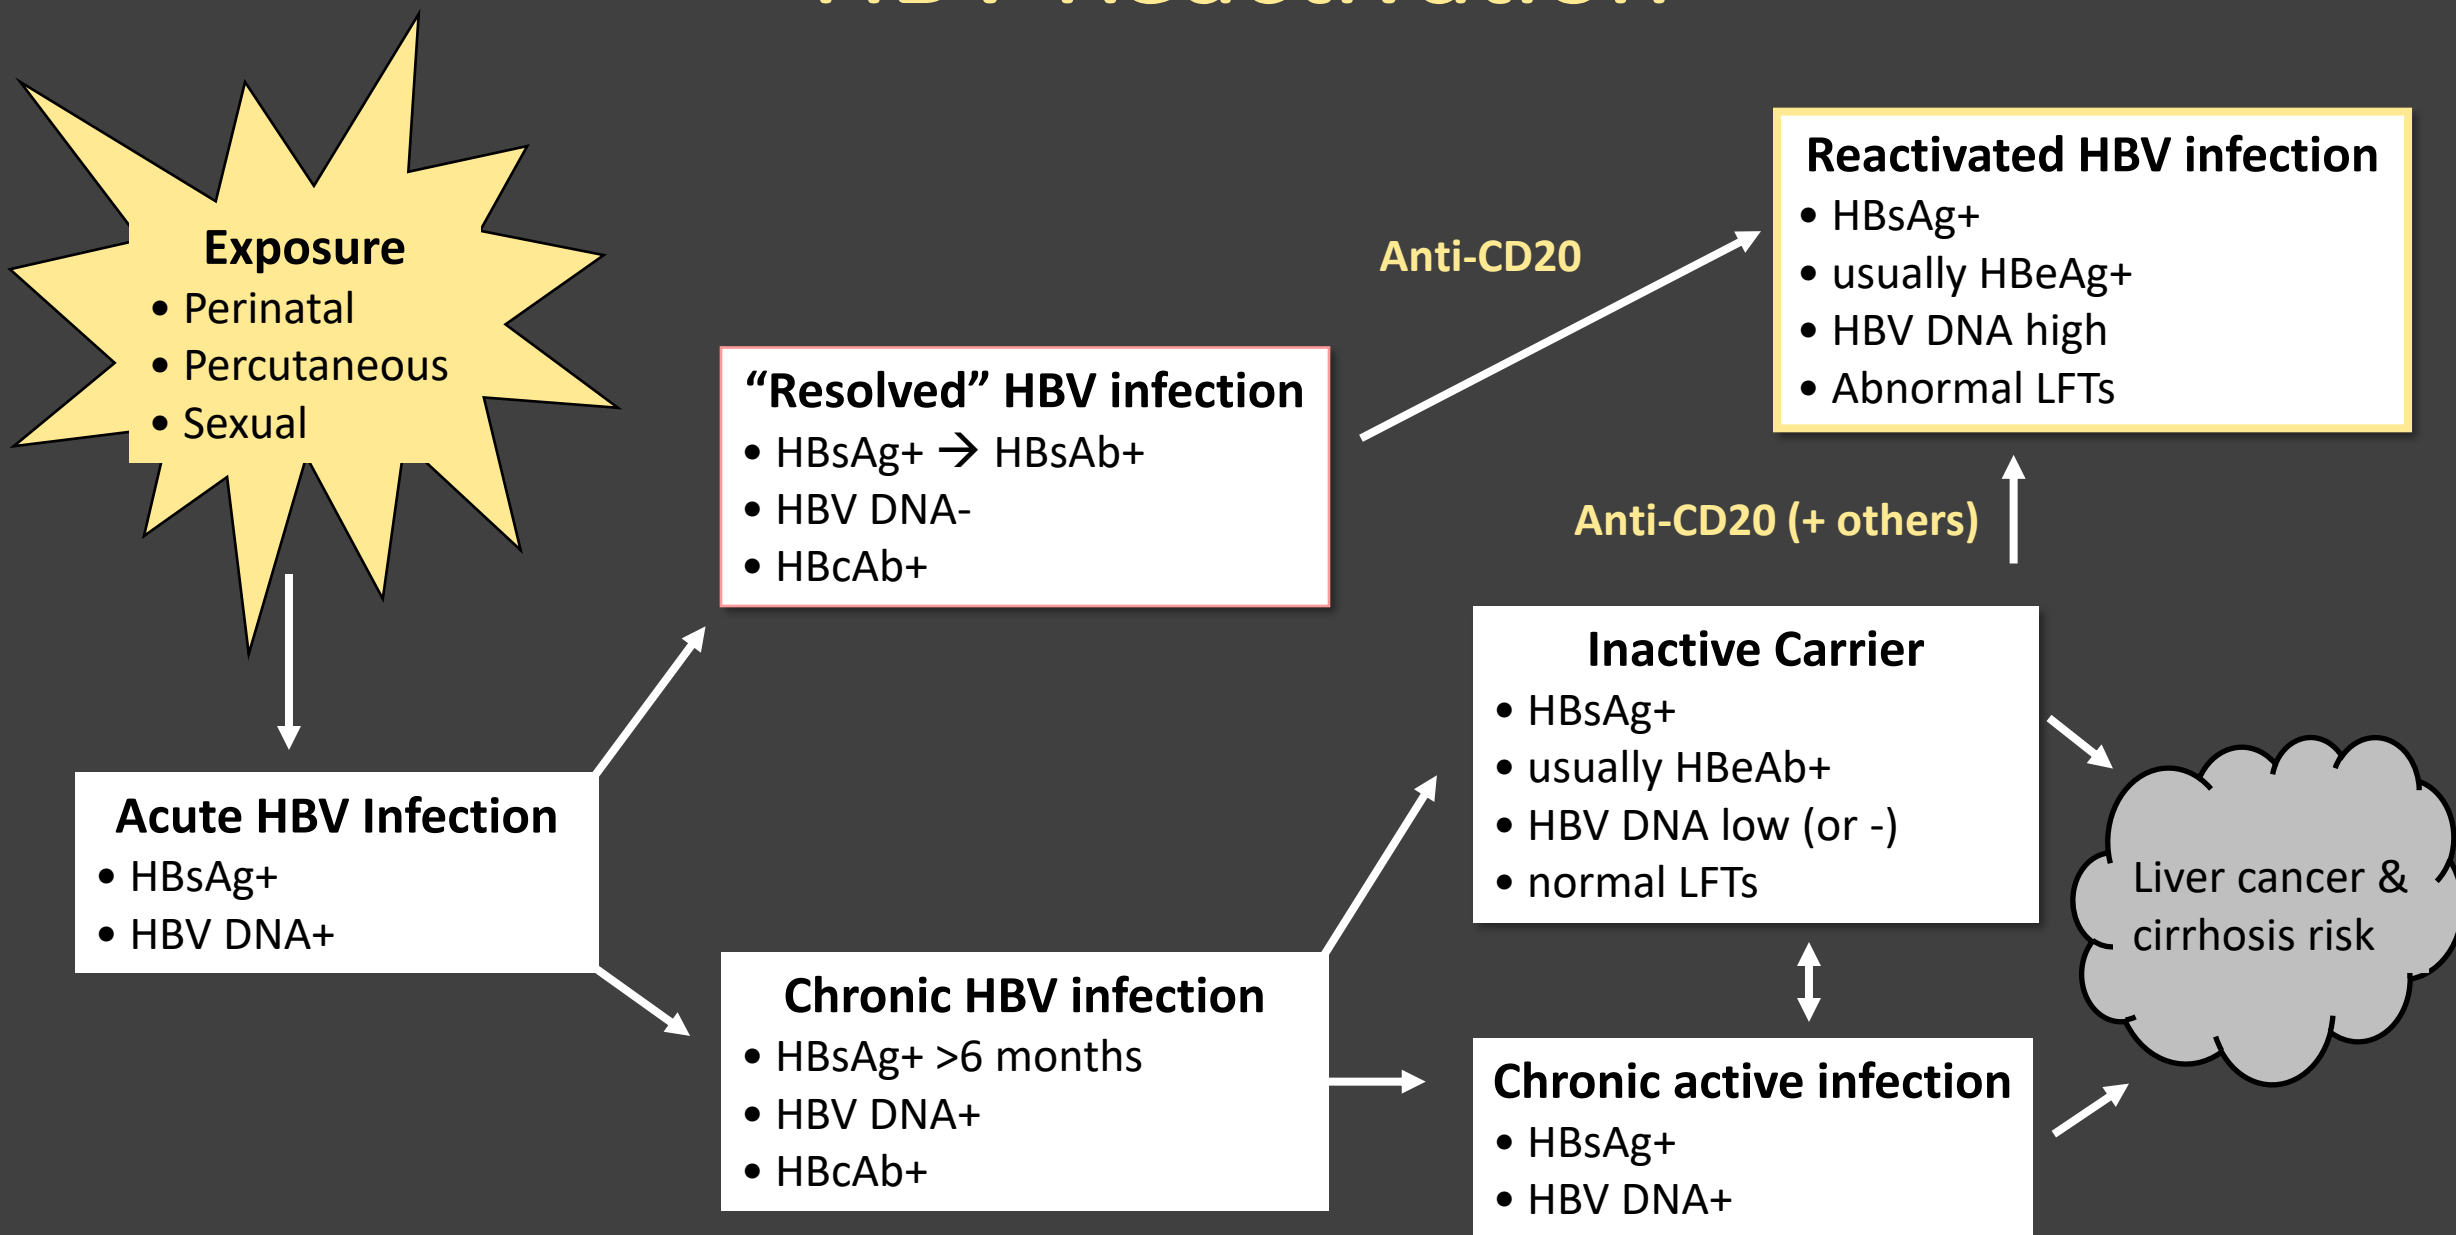 HBV Reactivation
Exposure
• Perinatal
• Percutaneous
• Sexual
Acute HBV Infection
• HBsAg+
• HBV DNA+
“Resolved” HBV infection
• HBsAg+ → HBsAb+
• HBV DNA-
• HBcAb+
Chronic HBV infection
• HBsAg+ >6 months
• HBV DNA+
• HBcAb+
Anti-CD20
Reactivated HBV infection
• HBsAg+
• usually HBeAg+
• HBV DNA high
• Abnormal LFTs
Anti-CD20 (+ others)
Inactive Carrier
• HBsAg+
• usually HBeAb+
• HBV DNA low (or -)
• normal LFTs
Chronic active infection
• HBsAg+
• HBV DNA+
Liver cancer &
cirrhosis risk